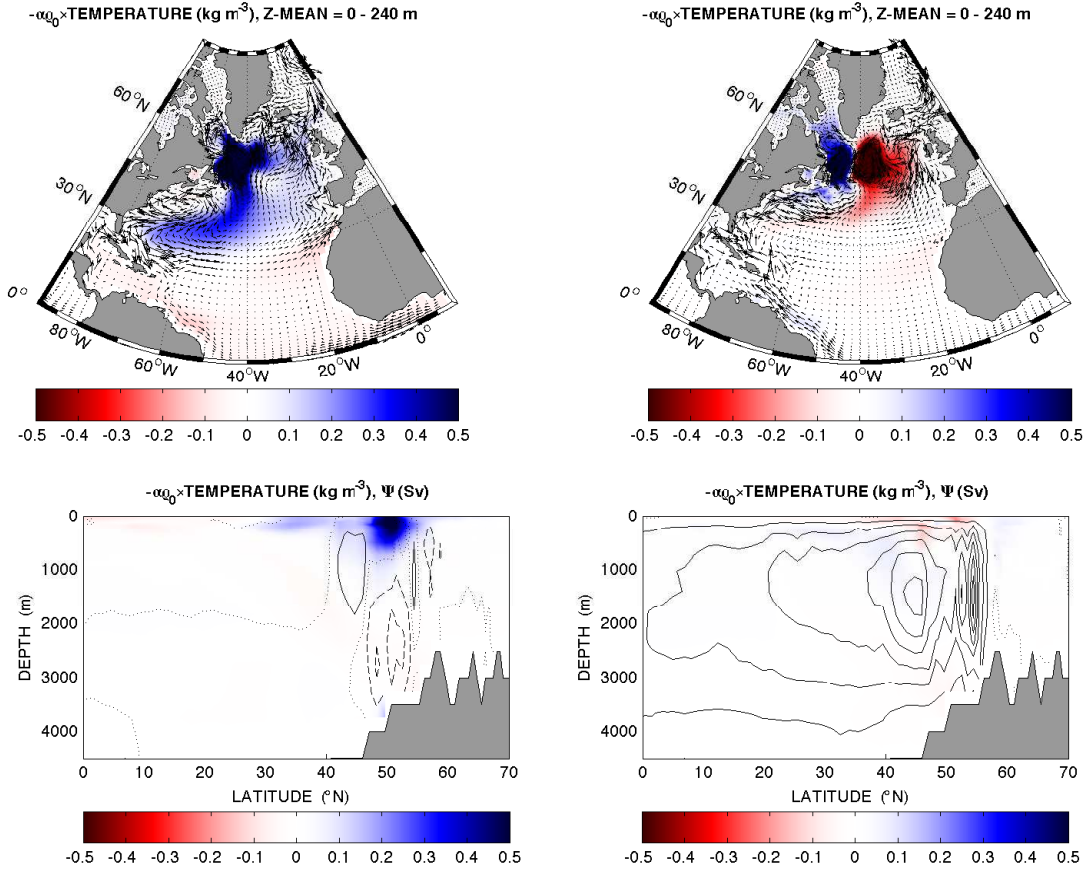 -αϱ₀×TEMPERATURE (kg m⁻³), Z-MEAN = 0 - 240 m
60°N
30°N
0°
80°W
60°W
40°W
20°W
0°
-0.5 -0.4 -0.3 -0.2 -0.1 0 0.1 0.2 0.3 0.4 0.5
-αϱ₀×TEMPERATURE (kg m⁻³), Z-MEAN = 0 - 240 m
60°N
30°N
0°
80°W
60°W
40°W
20°W
0°
-0.5 -0.4 -0.3 -0.2 -0.1 0 0.1 0.2 0.3 0.4 0.5
-αϱ₀×TEMPERATURE (kg m⁻³), Ψ (Sv)
DEPTH (m)
0
1000
2000
3000
4000
0 10 20 30 40 50 60 70
LATITUDE (°N)
-0.5 -0.4 -0.3 -0.2 -0.1 0 0.1 0.2 0.3 0.4 0.5
-αϱ₀×TEMPERATURE (kg m⁻³), Ψ (Sv)
DEPTH (m)
0
1000
2000
3000
4000
0 10 20 30 40 50 60 70
LATITUDE (°N)
-0.5 -0.4 -0.3 -0.2 -0.1 0 0.1 0.2 0.3 0.4 0.5